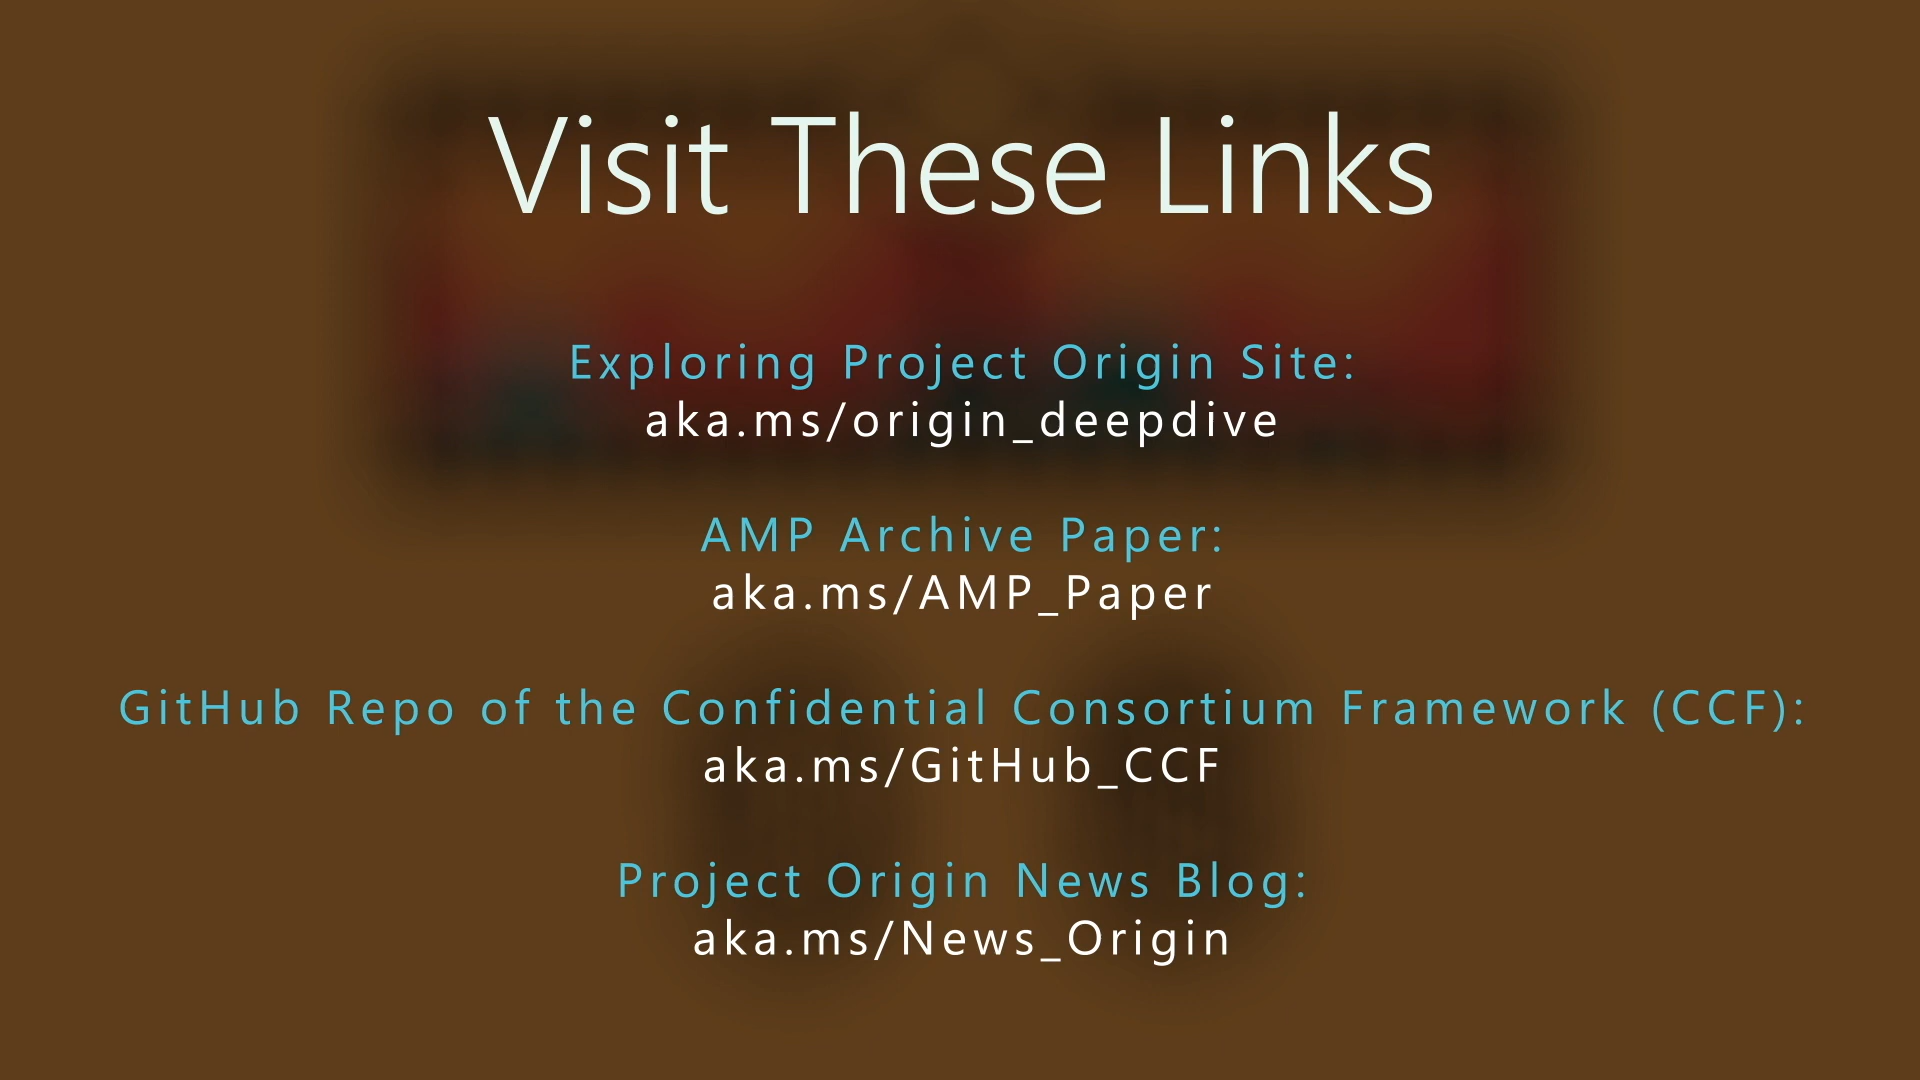 Visit These Links
Exploring Project Origin Site:
aka.ms/origin_deepdive
AMP Archive Paper:
aka.ms/AMP_Paper
GitHub Repo of the Confidential Consortium Framework (CCF):
aka.ms/GitHub_CCF
Project Origin News Blog:
aka.ms/News_Origin